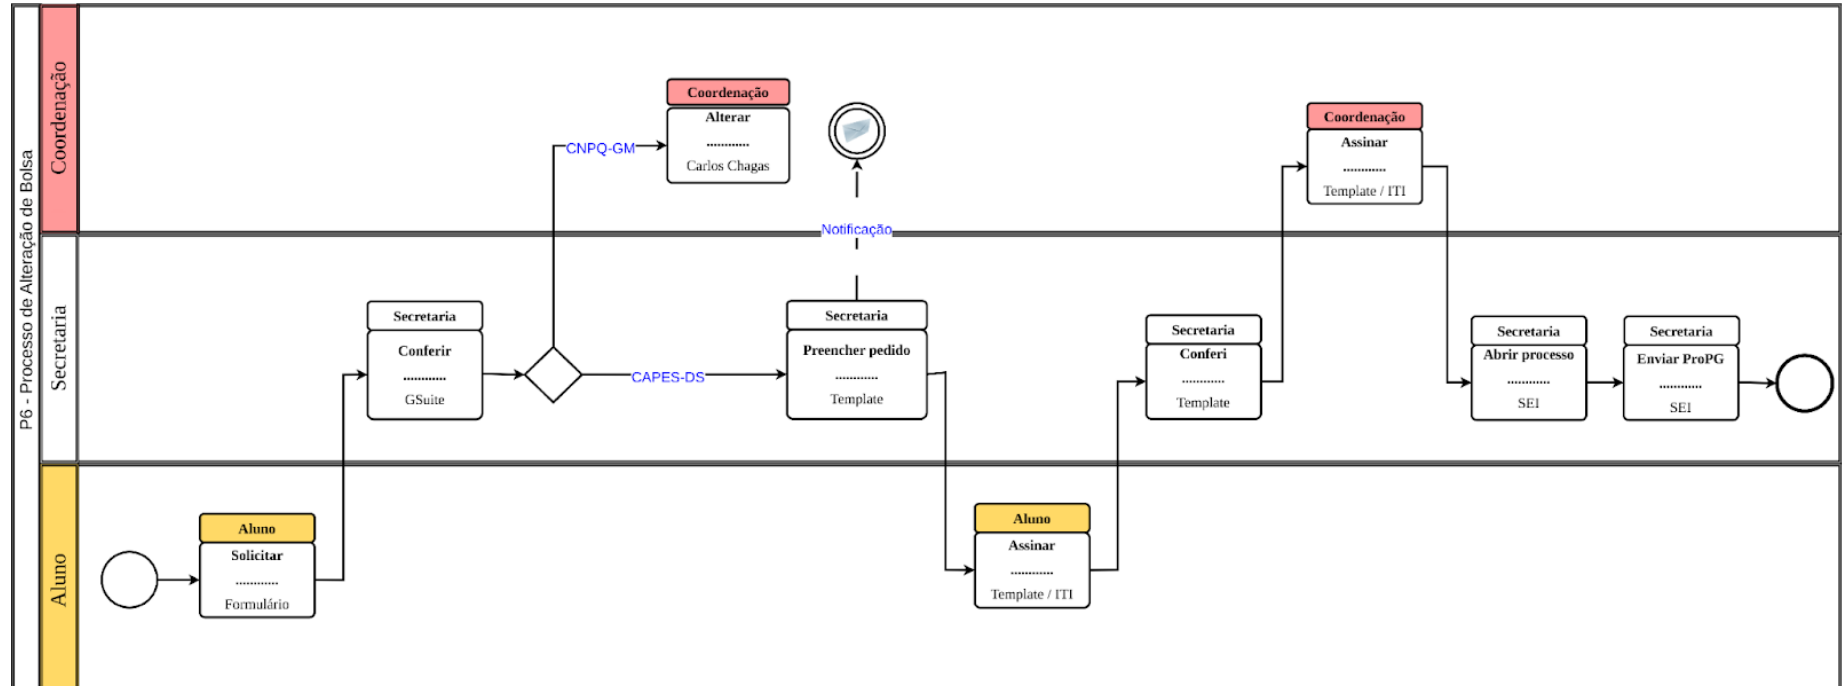 P6 - Processo de Alteração de Bolsa
Coordenação
Coordenação
Alterar
............
Carlos Chagas
CNPQ-GM
Notificação
Coordenação
Assinar
............
Template / ITI
Secretaria
Secretaria
Conferir
............
GSuite
CAPES-DS
Secretaria
Preencher pedido
............
Template
Secretaria
Conferi
............
Template
Secretaria
Abrir processo
............
SEI
Secretaria
Enviar ProPG
............
SEI
Aluno
Aluno
Solicitar
............
Formulário
Aluno
Assinar
............
Template / ITI